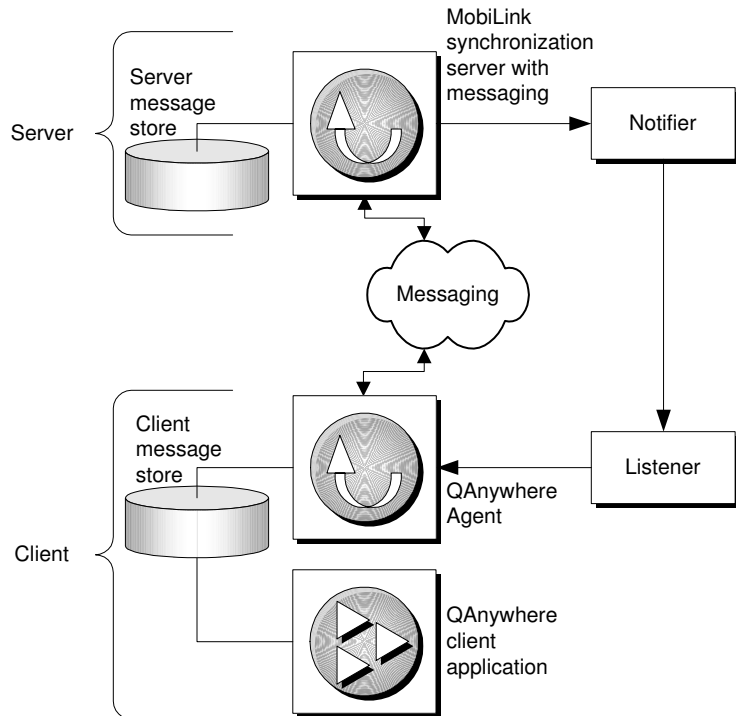 MobiLink
synchronization
server with
messaging
Server
message
store
Server
Notifier
Messaging
Client
message
store
Listener
QAnywhere
Agent
Client
QAnywhere
client
application